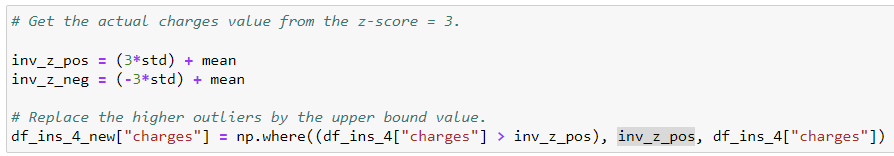 # Get the actual charges value from the z-score = 3.
inv_z_pos = (3*std) + mean
inv_z_neg = (-3*std) + mean
# Replace the higher outliers by the upper bound value.
df_ins_4_new["charges"] = np.where((df_ins_4["charges"] > inv_z_pos), inv_z_pos, df_ins_4["charges"])